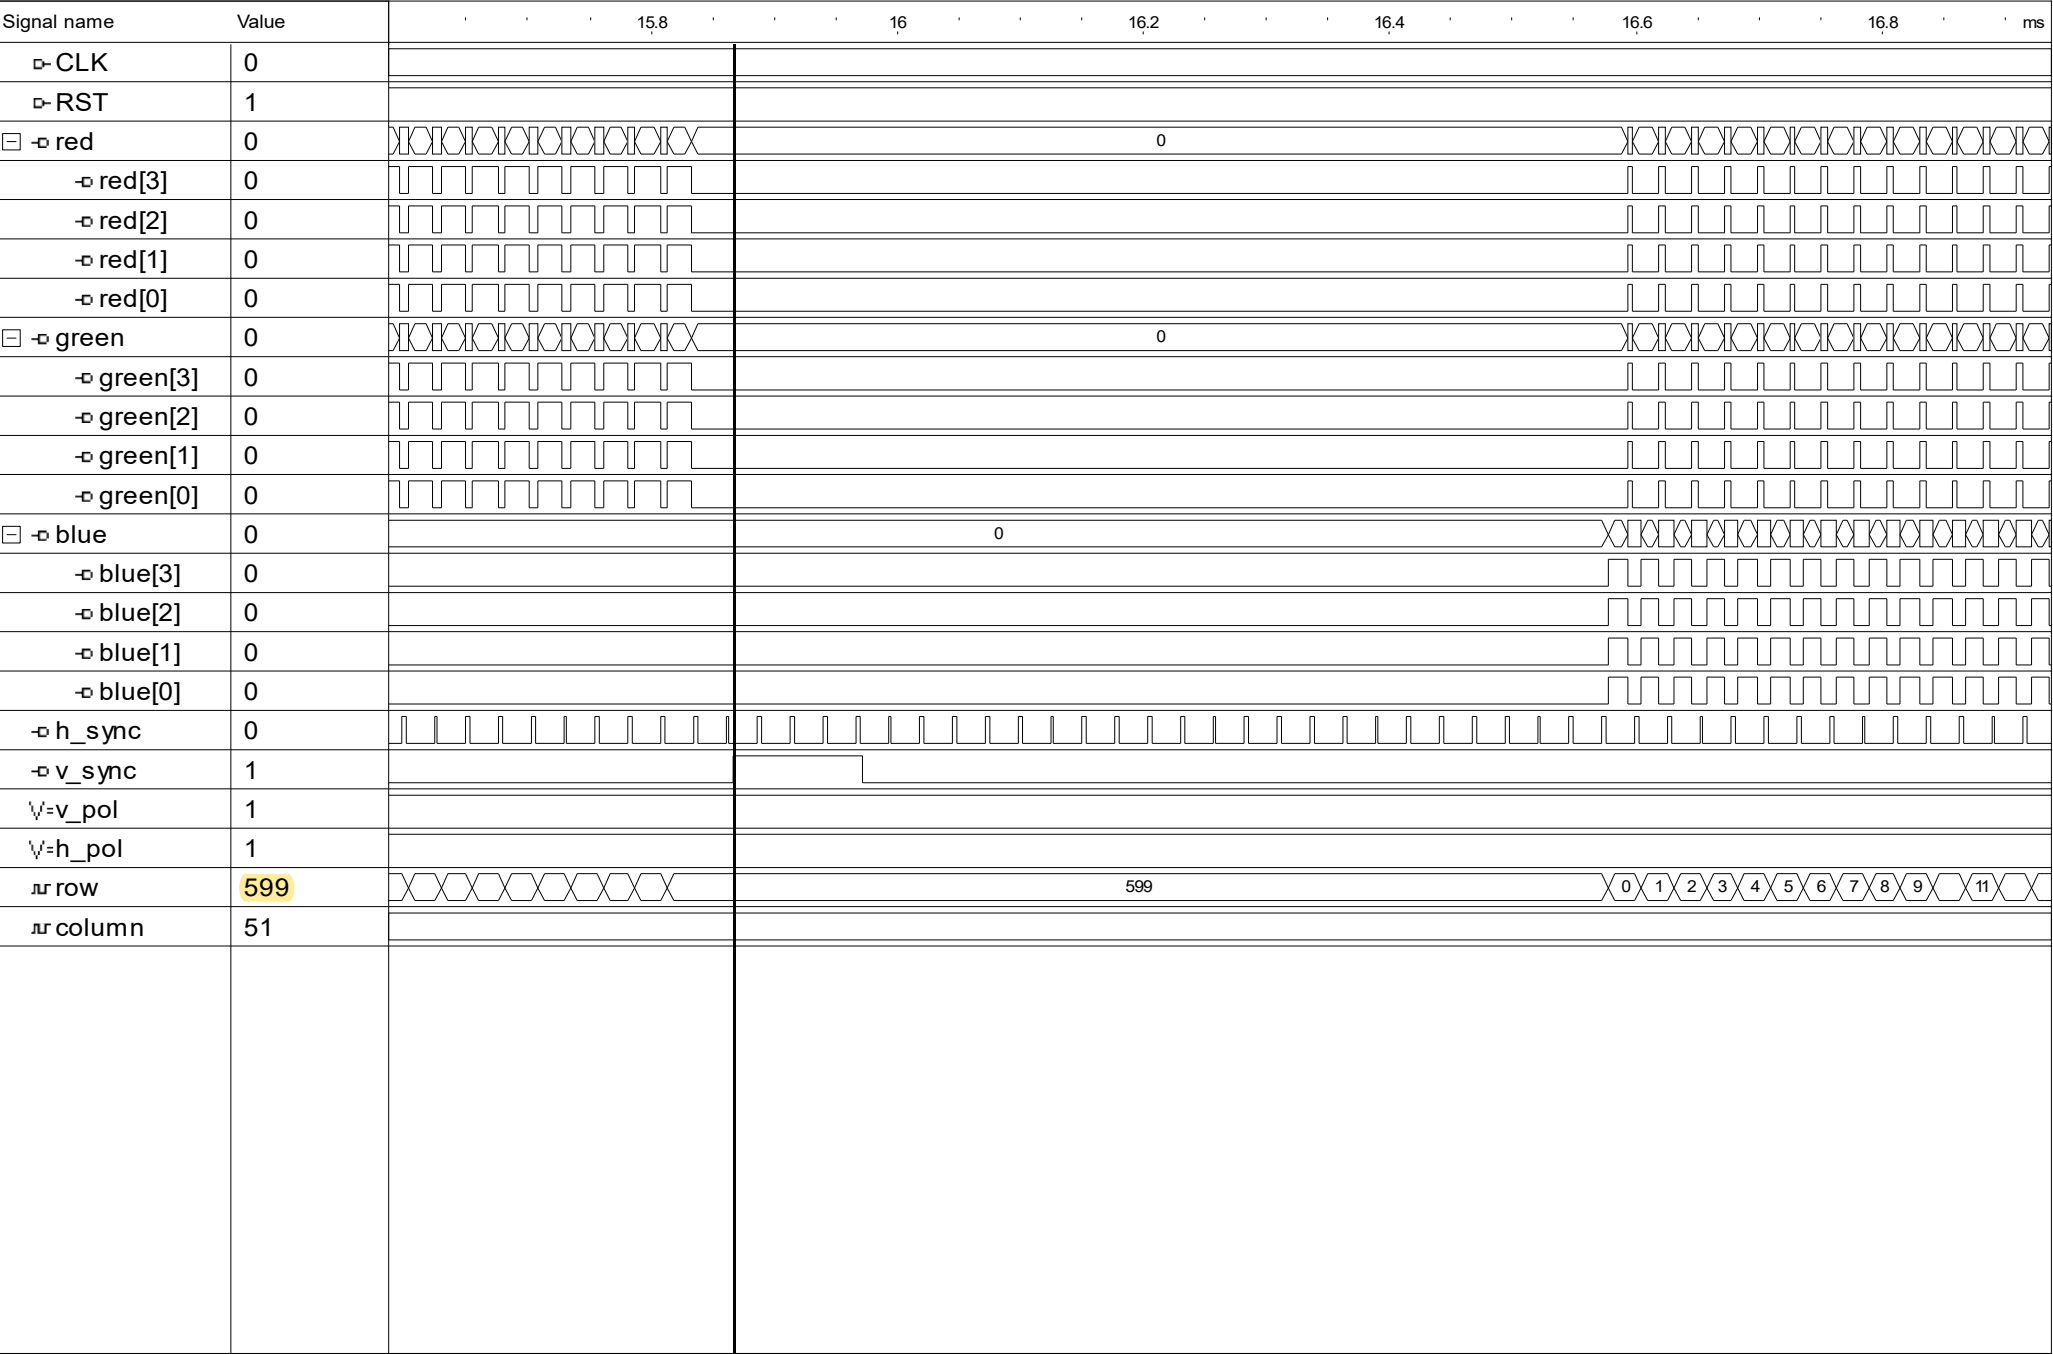 Signal name Value 15.8 16 16.2 16.4 16.6 16.8 ms
CLK 0
RST 1
red 0 0
red[3] 0
red[2] 0
red[1] 0
red[0] 0
green 0 0
green[3] 0
green[2] 0
green[1] 0
green[0] 0
blue 0 0
blue[3] 0
blue[2] 0
blue[1] 0
blue[0] 0
h_sync 0
v_sync 1
V=v_pol 1
V=h_pol 1
row 599 599 0 1 2 3 4 5 6 7 8 9 11
column 51